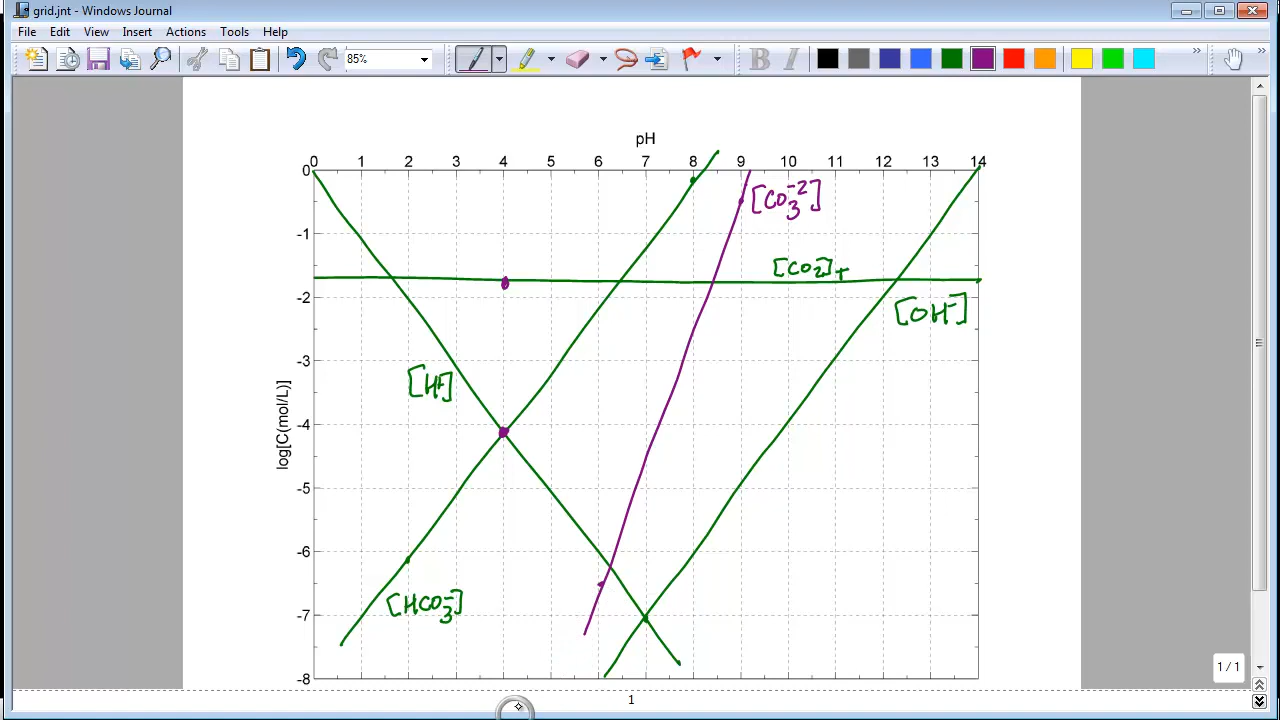 grid.jnt - Windows Journal
File Edit View Insert Actions Tools Help
85%
B I
pH
0 1 2 3 4 5 6 7 8 9 10 11 12 13 14
0
[CO3-2]
-1
[CO2]t
-2
[OH-]
-3
[H+]
log[C(mol/L)]
-4
-5
-6
[HCO3-]
-7
-8
1 / 1
1